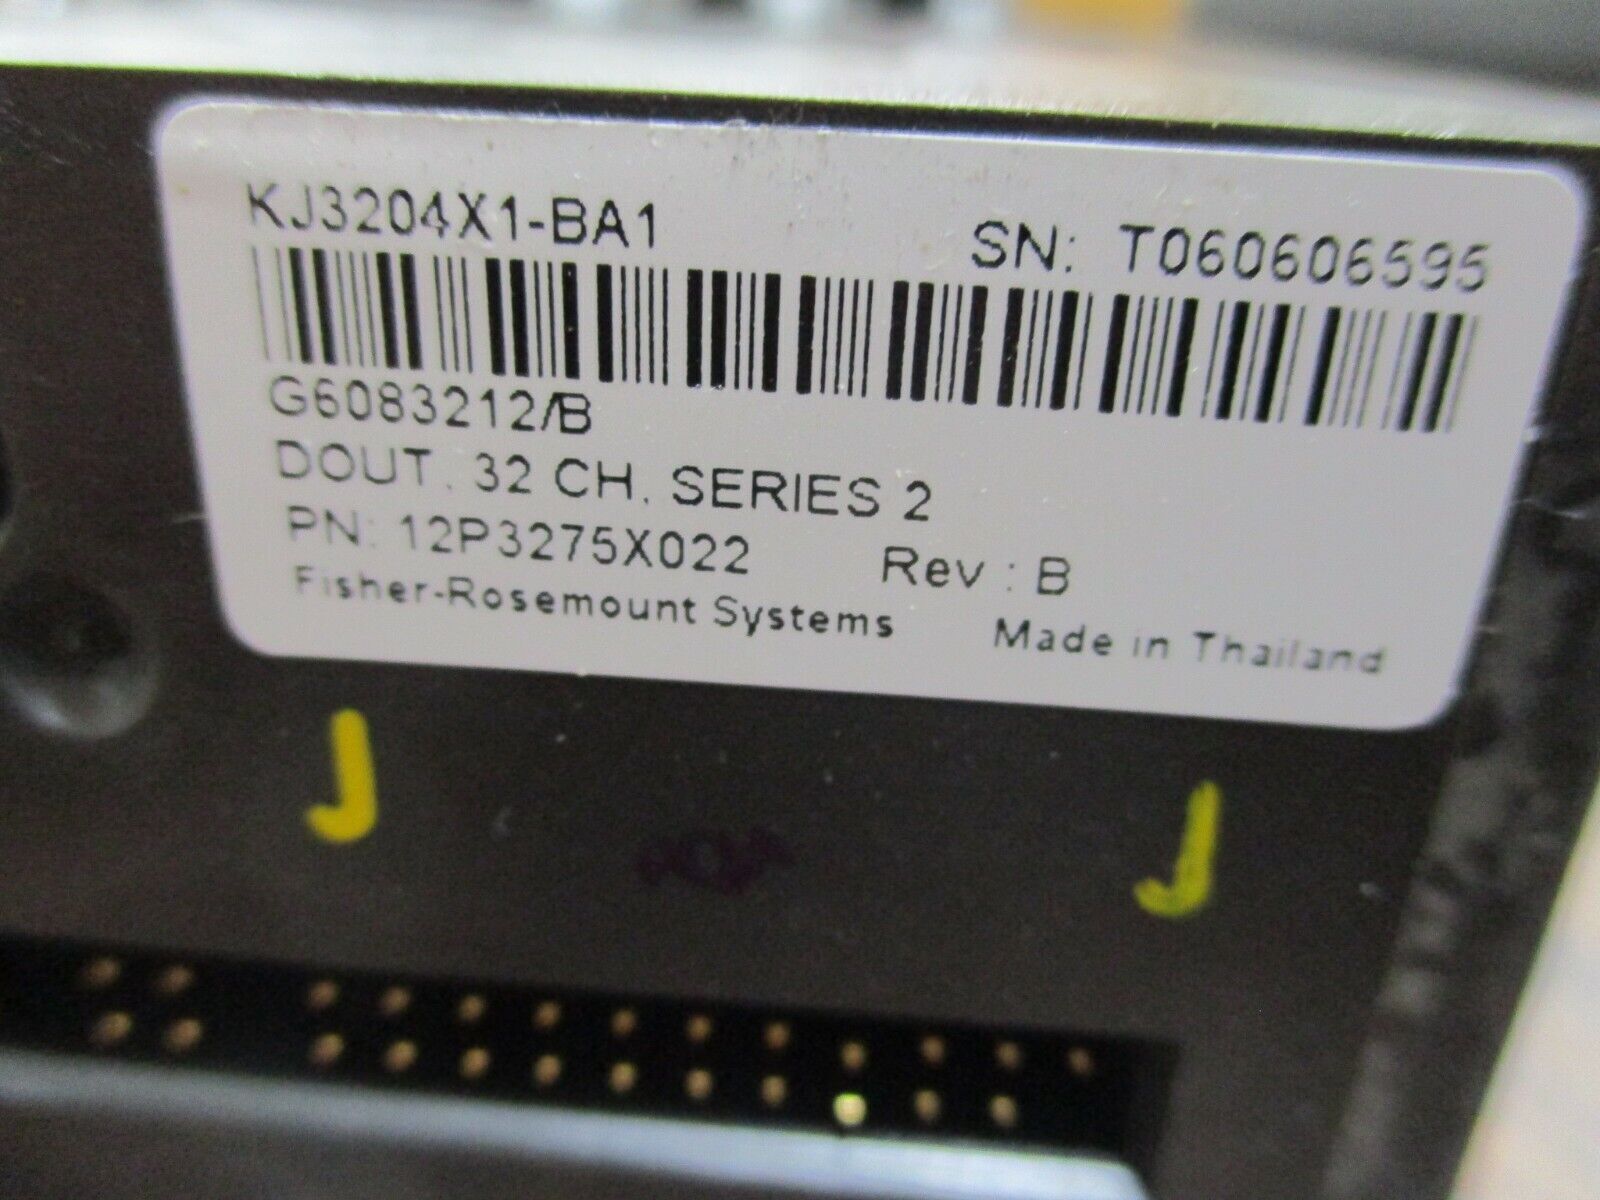 KJ3204X1-BA1 SN: T060606595
G6083212/B
DOUT. 32 CH. SERIES 2
PN: 12P3275X022 Rev : B
Fisher-Rosemount Systems Made in Thailand